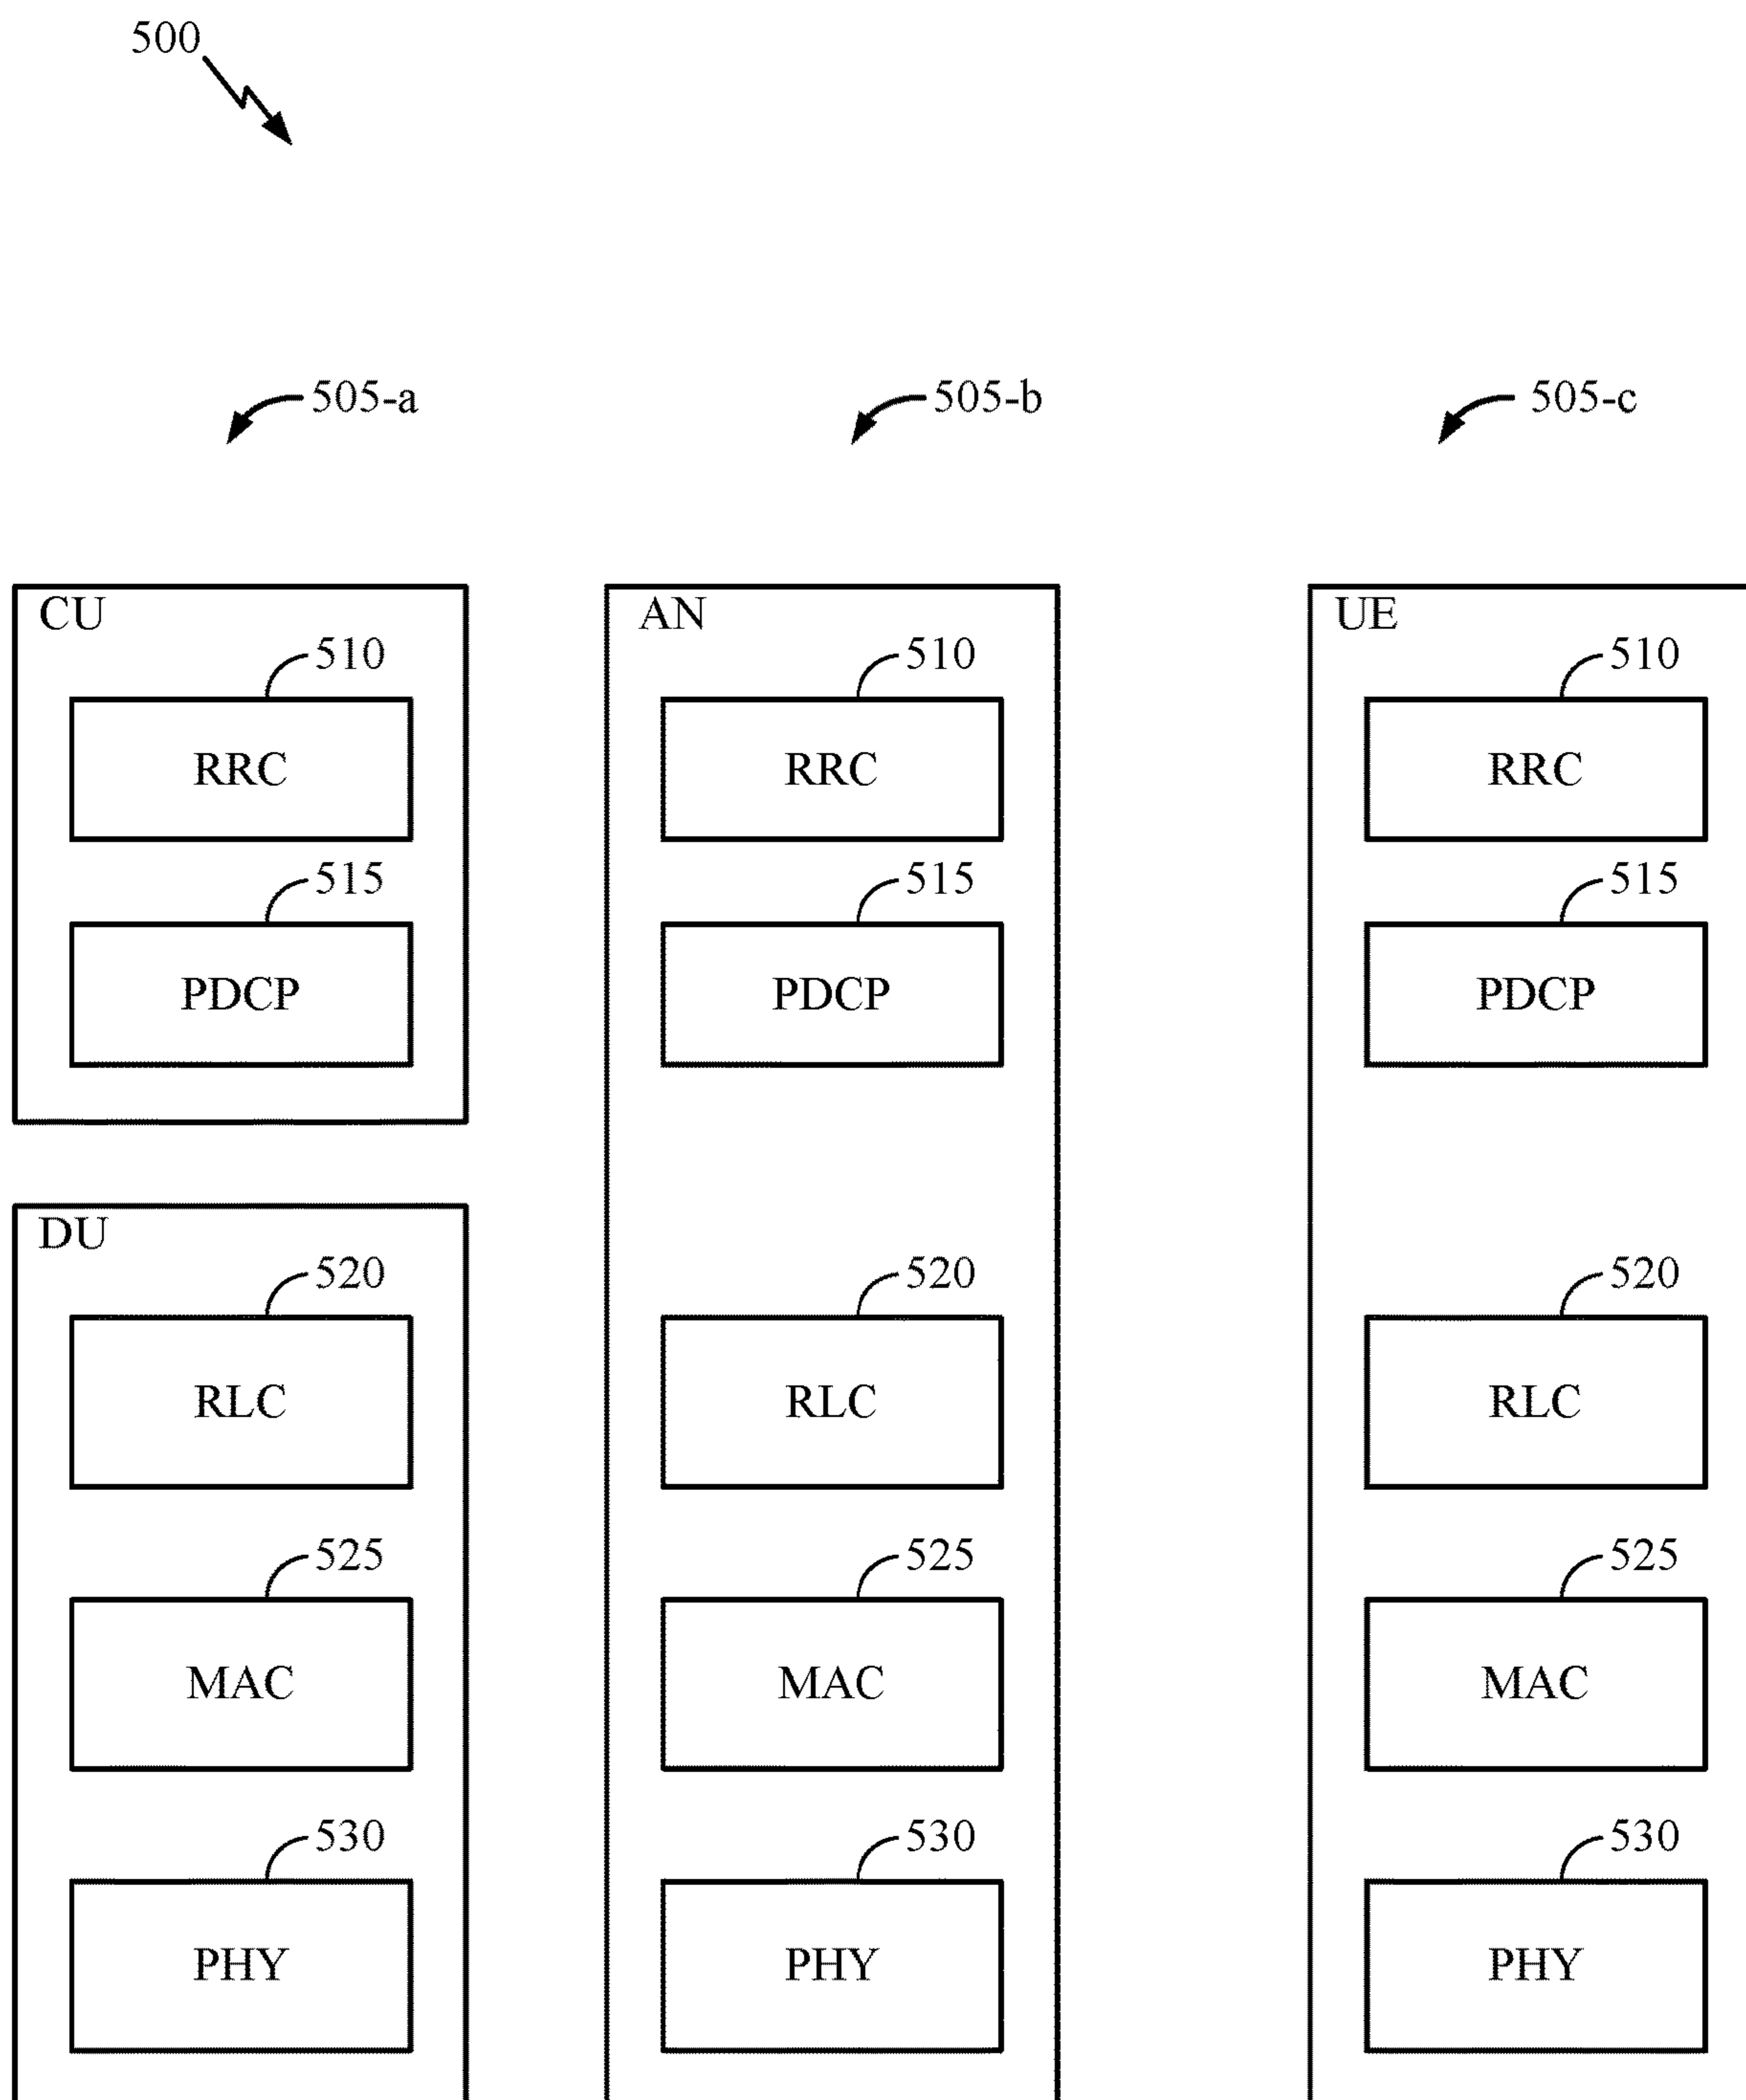 500
505-a 505-b 505-c
CU AN UE
510 510 510
RRC RRC RRC
515 515 515
PDCP PDCP PDCP
DU
520 520 520
RLC RLC RLC
525 525 525
MAC MAC MAC
530 530 530
PHY PHY PHY